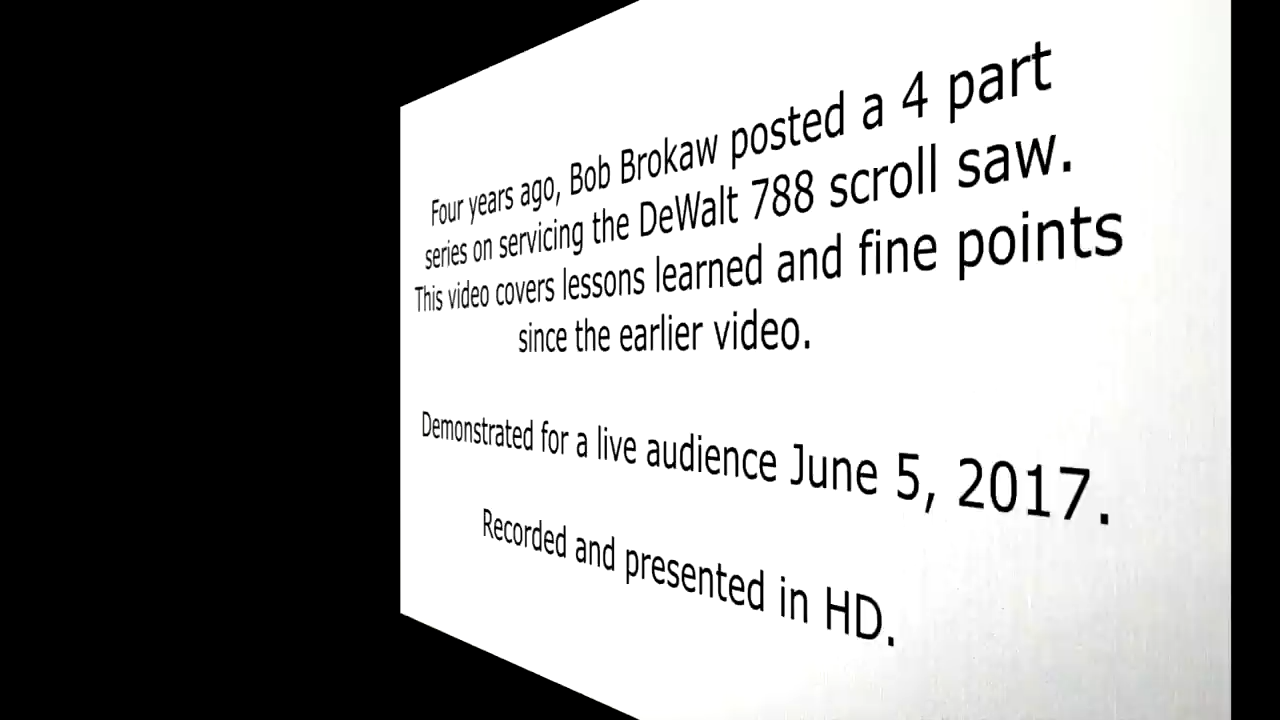 Four years ago, Bob Brokaw posted a 4 part
series on servicing the DeWalt 788 scroll saw.
This video covers lessons learned and fine points
since the earlier video.
Demonstrated for a live audience June 5, 2017.
Recorded and presented in HD.